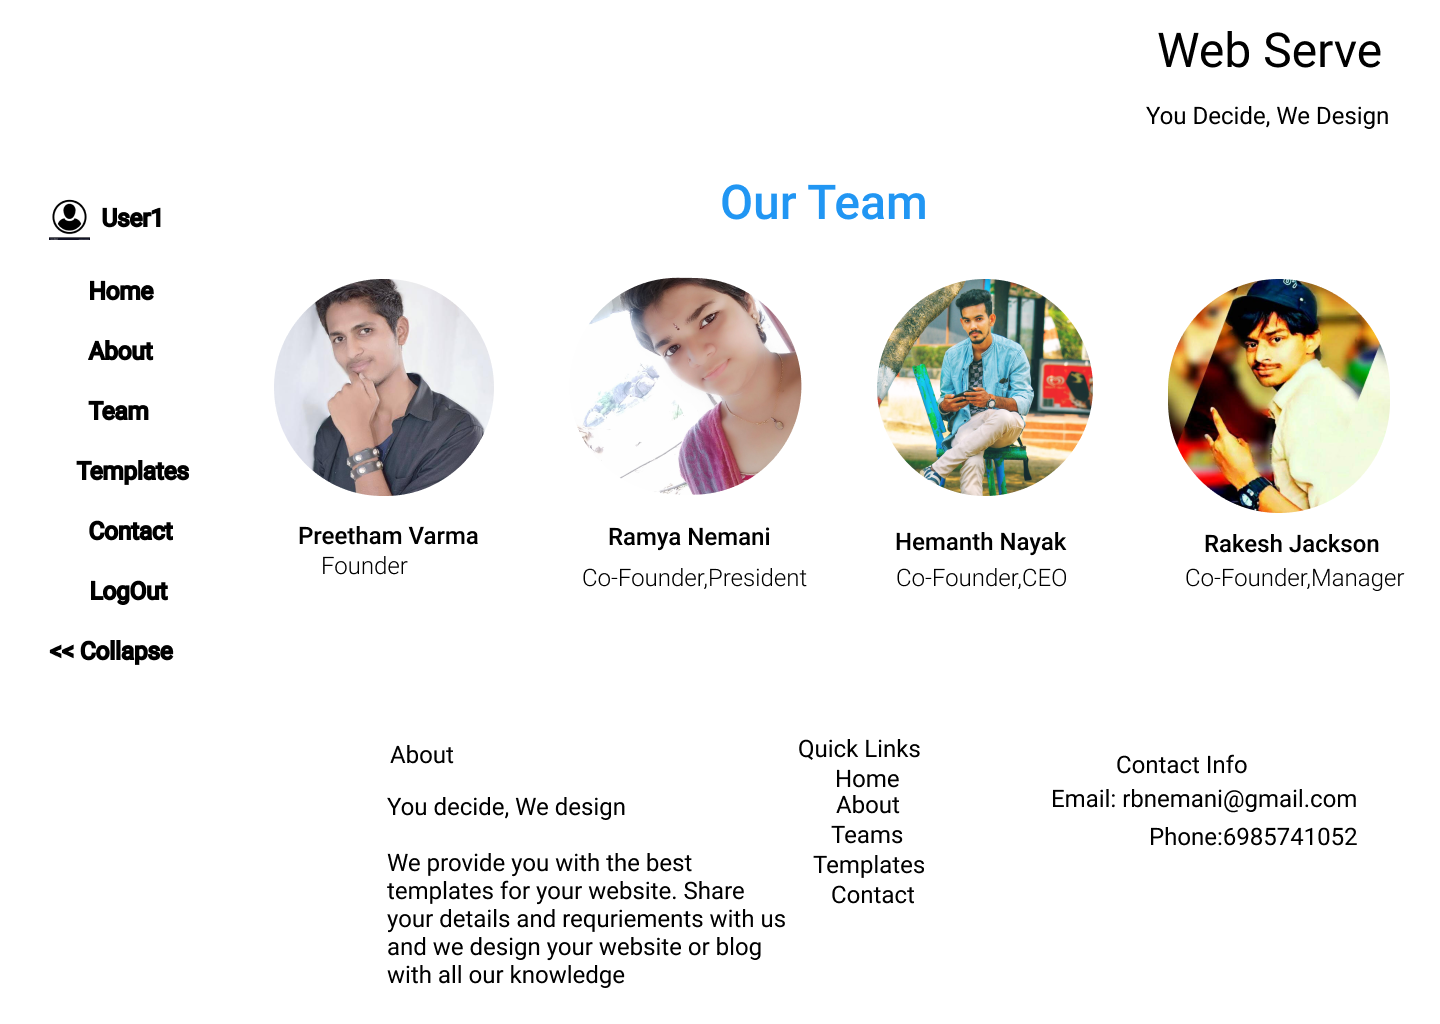 Web Serve
You Decide, We Design
Our Team
User1
Home
About
Team
Templates
Contact
LogOut
<< Collapse
Preetham Varma
Founder
Ramya Nemani
Co-Founder,President
Hemanth Nayak
Co-Founder,CEO
Rakesh Jackson
Co-Founder,Manager
About
You decide, We design
We provide you with the best
templates for your website. Share
your details and requriements with us
and we design your website or blog
with all our knowledge
Quick Links
Home
About
Teams
Templates
Contact
Contact Info
Email: rbnemani@gmail.com
Phone:6985741052